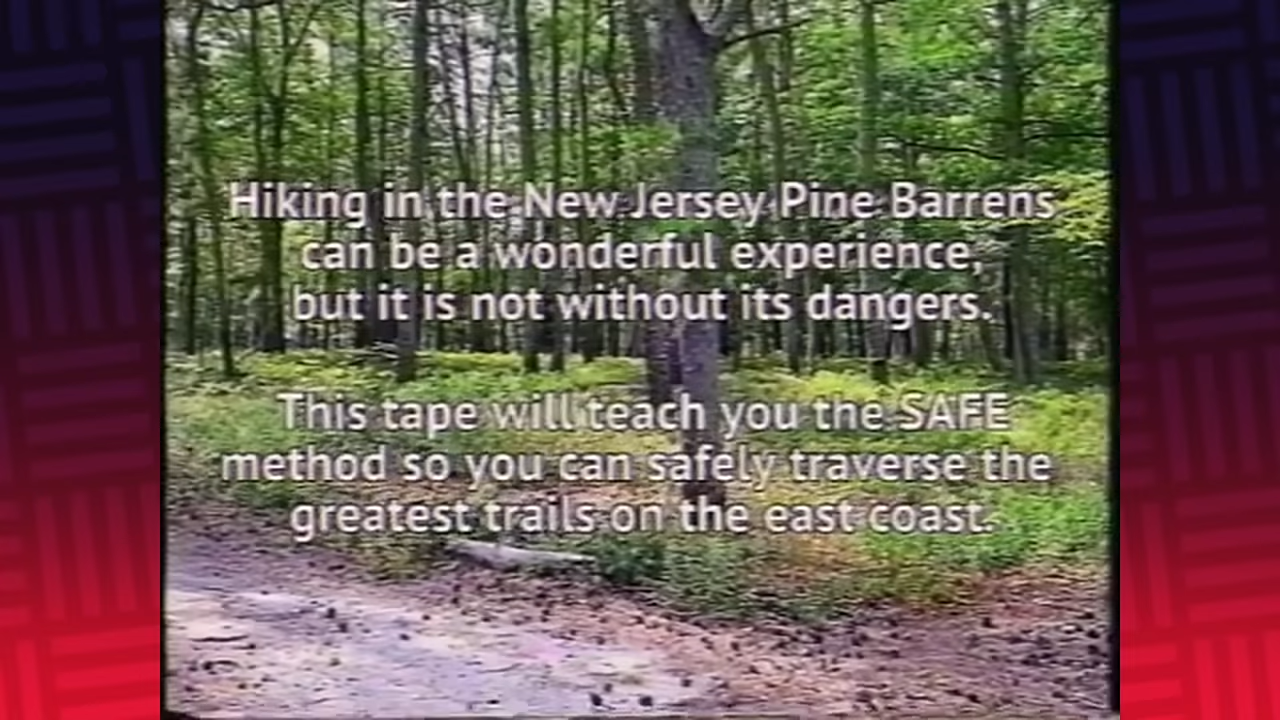 Hiking in the New Jersey Pine Barrens
can be a wonderful experience,
but it is not without its dangers.
This tape will teach you the SAFE
method so you can safely traverse the
greatest trails on the east coast.